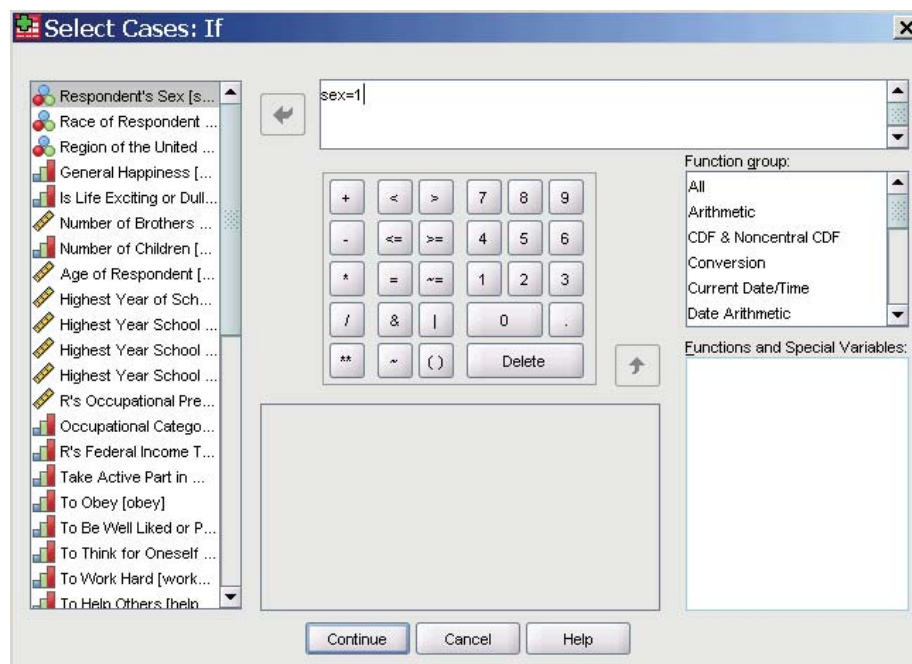 Select Cases: If
sex=1
Respondent's Sex [s...
Race of Respondent ...
Region of the United ...
General Happiness [...
Is Life Exciting or Dull...
Number of Brothers ...
Number of Children [...
Age of Respondent [...
Highest Year of Sch...
Highest Year School ...
Highest Year School ...
Highest Year School ...
R's Occupational Pre...
Occupational Catego...
R's Federal Income T...
Take Active Part in ...
To Obey [obey]
To Be Well Liked or P...
To Think for Oneself ...
To Work Hard [work...
To Help Others [help
+ < > 7 8 9
- <= >= 4 5 6
* = ~= 1 2 3
/ & | 0 .
** ~ ( ) Delete
Function group:
All
Arithmetic
CDF & Noncentral CDF
Conversion
Current Date/Time
Date Arithmetic
Functions and Special Variables:
Continue Cancel Help